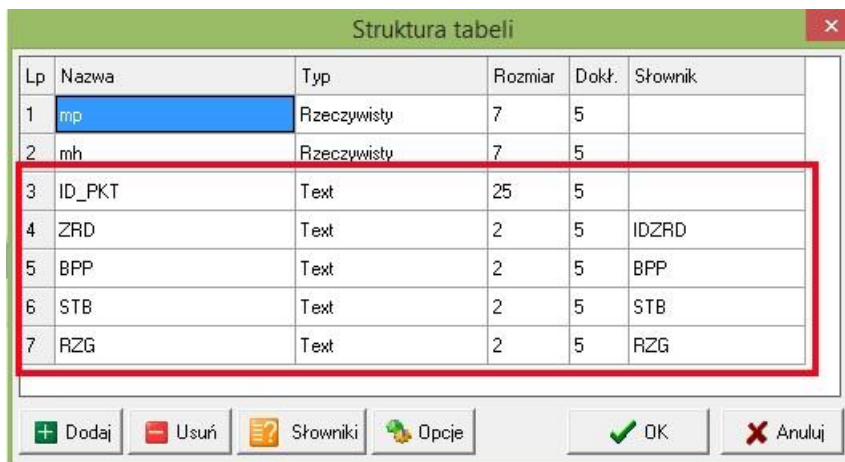 Struktura tabeli
Lp Nazwa Typ Rozmiar Dokł. Słownik
1 mp Rzeczywisty 7 5
2 mh Rzeczywisty 7 5
3 ID_PKT Text 25 5
4 ZRD Text 2 5 IDZRD
5 BPP Text 2 5 BPP
6 STB Text 2 5 STB
7 RZG Text 2 5 RZG
Dodaj Usuń Słowniki Opcje OK Anuluj